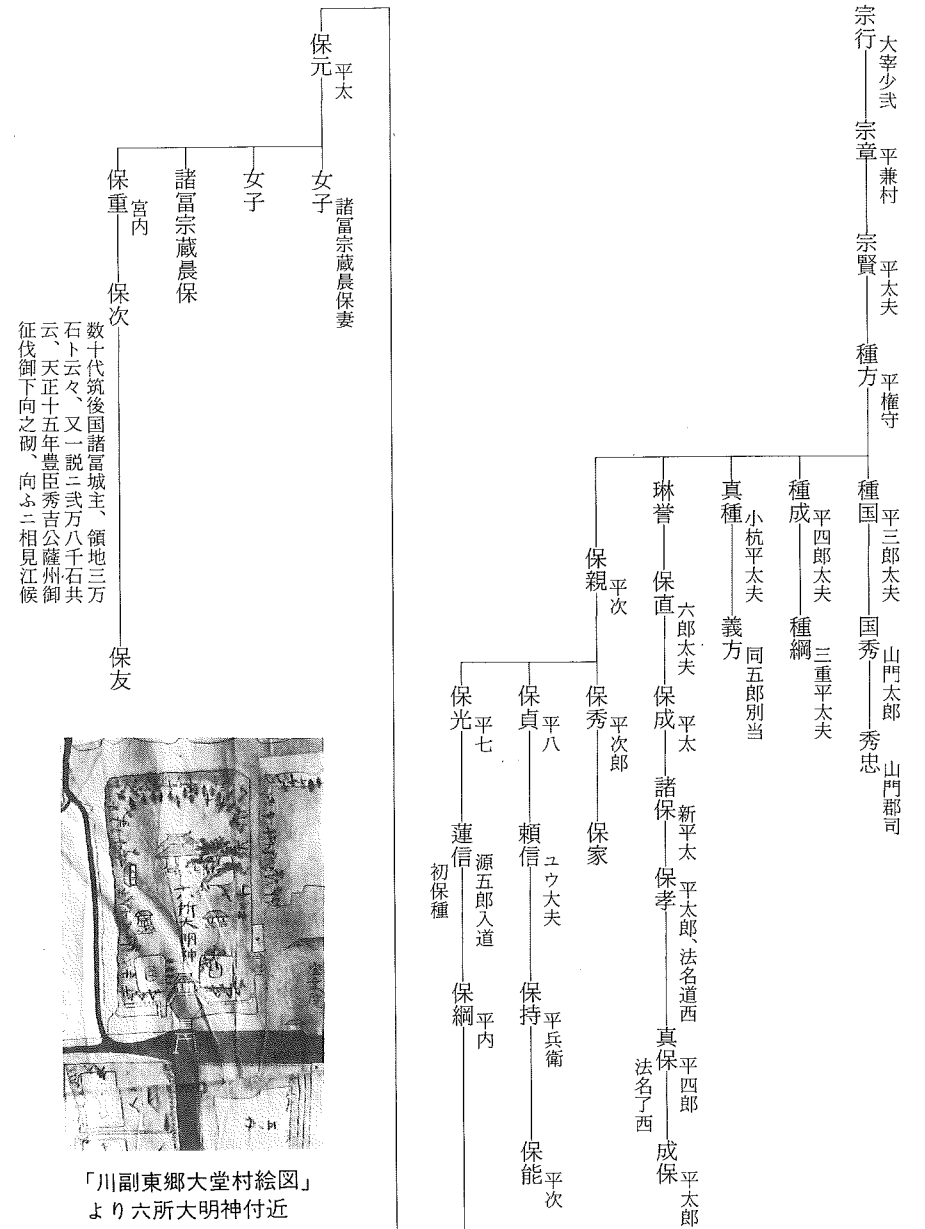 宗行 大宰少弐
宗章 平兼村
宗賢 平太夫
種方 平権守
種国 平三郎太夫
国秀 山門太郎
秀忠 山門郡司
種成 平四郎太夫
種綱 三重平太夫
真種 小杭平太夫
義方 同五郎別当
琳誉
保直 六郎太夫
保成 平太
諸保 新平太
保孝 平太郎、法名道西
真保 平四郎
法名了西
成保 平太郎
保親 平次
保秀 平次郎
保家
保貞 平八
頼信 ユウ大夫
保持 平兵衛
保能 平次
保光 平七
蓮信 源五郎入道
初保種
保綱 平内
保元 平太
女子 諸冨宗蔵晨保妻
女子
諸冨宗蔵晨保
保重 宮内
保次
数十代筑後国諸冨城主、領地三万
石ト云々、又一説ニ弐万八千石共
云、天正十五年豊臣秀吉公薩州御
征伐御下向之砌、向ふニ相見江候
保友
六所大明神
「川副東郷大堂村絵図」
より六所大明神付近